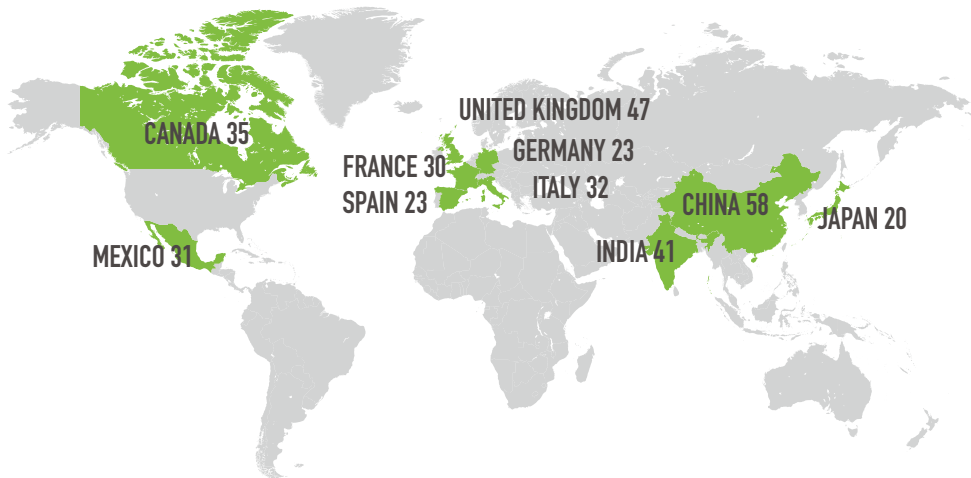 UNITED KINGDOM 47
CANADA 35
GERMANY 23
FRANCE 30
ITALY 32
SPAIN 23
CHINA 58
JAPAN 20
MEXICO 31
INDIA 41